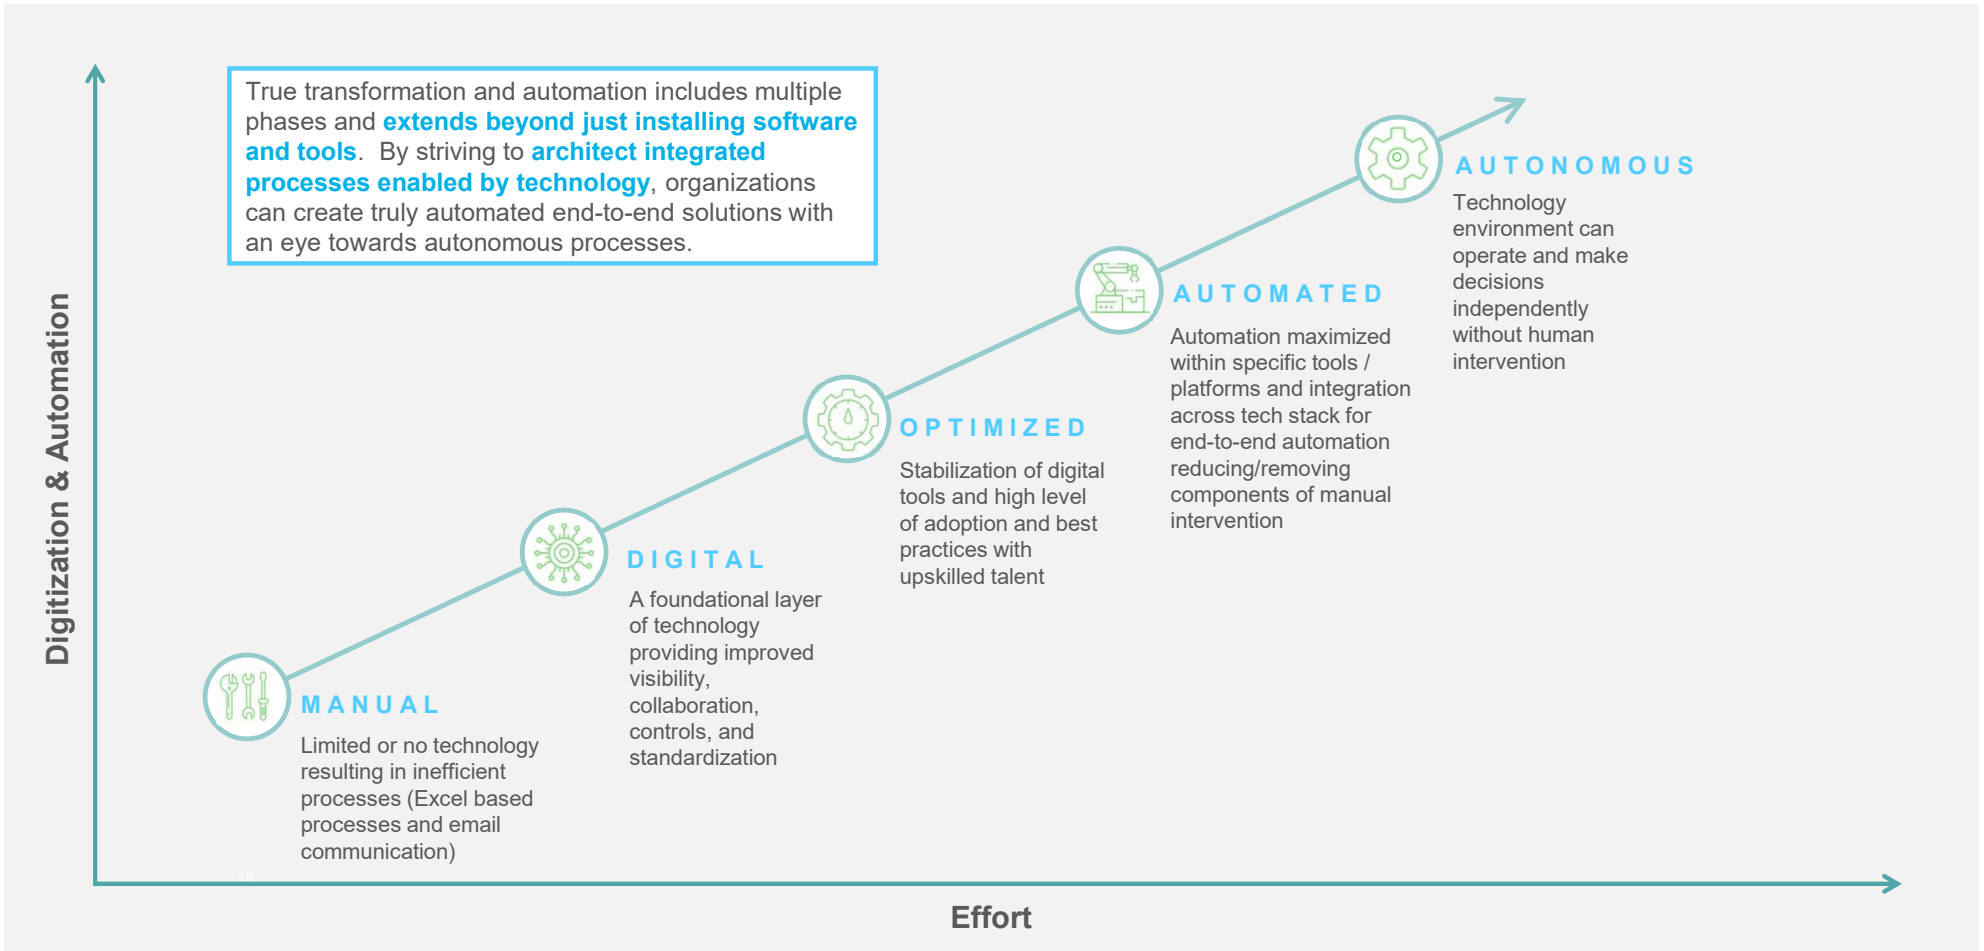 True transformation and automation includes multiple
phases and extends beyond just installing software
and tools.  By striving to architect integrated
processes enabled by technology, organizations
can create truly automated end-to-end solutions with
an eye towards autonomous processes.
Digitization & Automation
AUTONOMOUS
Technology
environment can
operate and make
decisions
independently
without human
intervention
AUTOMATED
Automation maximized
within specific tools /
platforms and integration
across tech stack for
end-to-end automation
reducing/removing
components of manual
intervention
OPTIMIZED
Stabilization of digital
tools and high level
of adoption and best
practices with
upskilled talent
DIGITAL
A foundational layer
of technology
providing improved
visibility,
collaboration,
controls, and
standardization
MANUAL
Limited or no technology
resulting in inefficient
processes (Excel based
processes and email
communication)
16
Effort